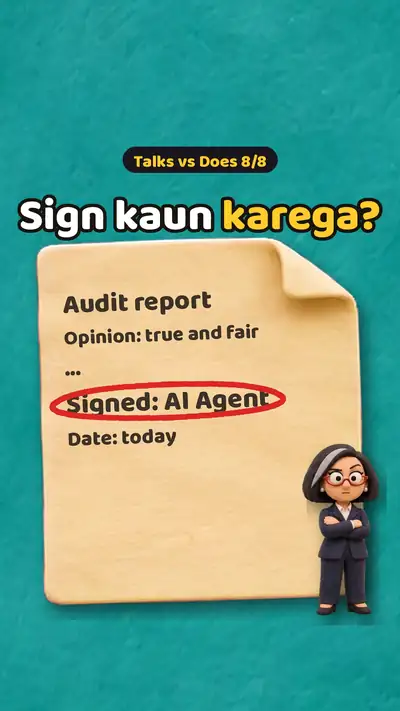 Talks vs Does 8/8
Sign kaun karega?
Audit report
Opinion: true and fair
...
Signed: AI Agent
Date: today